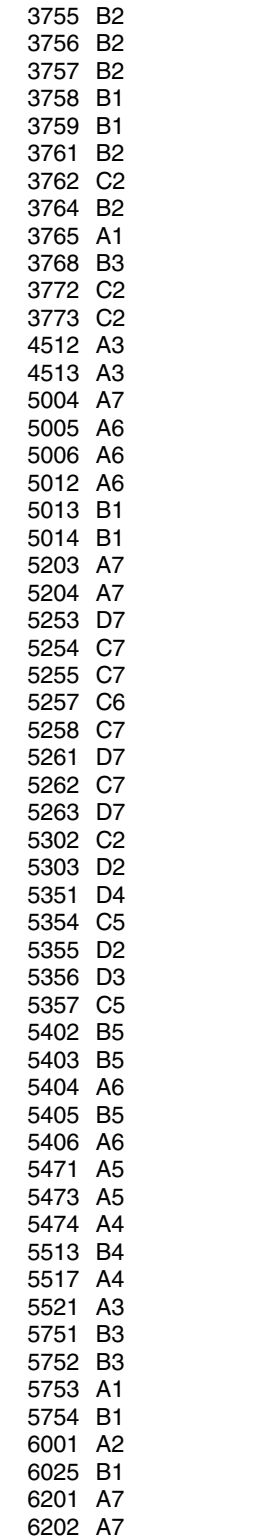 3755 B2
3756 B2
3757 B2
3758 B1
3759 B1
3761 B2
3762 C2
3764 B2
3765 A1
3768 B3
3772 C2
3773 C2
4512 A3
4513 A3
5004 A7
5005 A6
5006 A6
5012 A6
5013 B1
5014 B1
5203 A7
5204 A7
5253 D7
5254 C7
5255 C7
5257 C6
5258 C7
5261 D7
5262 C7
5263 D7
5302 C2
5303 D2
5351 D4
5354 C5
5355 D2
5356 D3
5357 C5
5402 B5
5403 B5
5404 A6
5405 B5
5406 A6
5471 A5
5473 A5
5474 A4
5513 B4
5517 A4
5521 A3
5751 B3
5752 B3
5753 A1
5754 B1
6001 A2
6025 B1
6201 A7
6202 A7